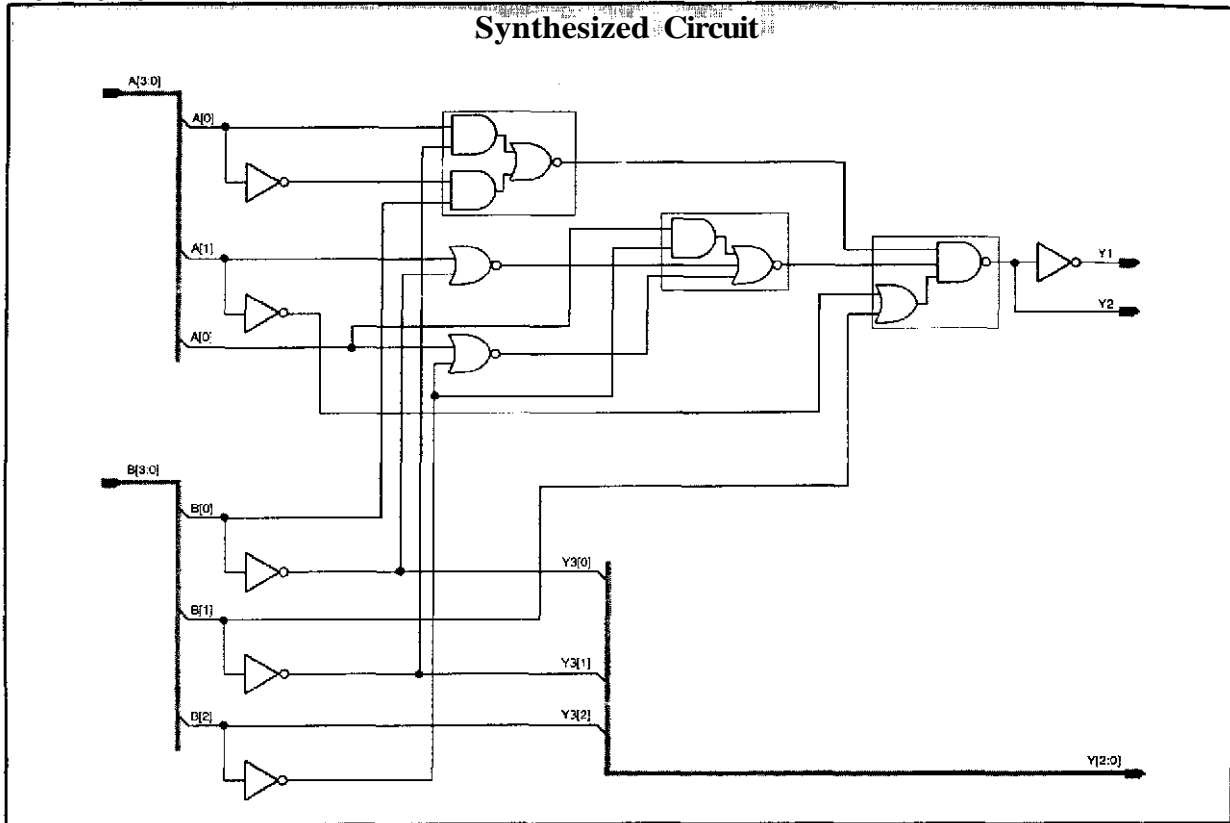 Synthesized Circuit
A[3:0]
A[0]
A[1]
Y1
Y2
A[0]
B[3:0]
B[0]
Y3[0]
B[1]
Y3[1]
B[2]
Y3[2]
Y[2:0]